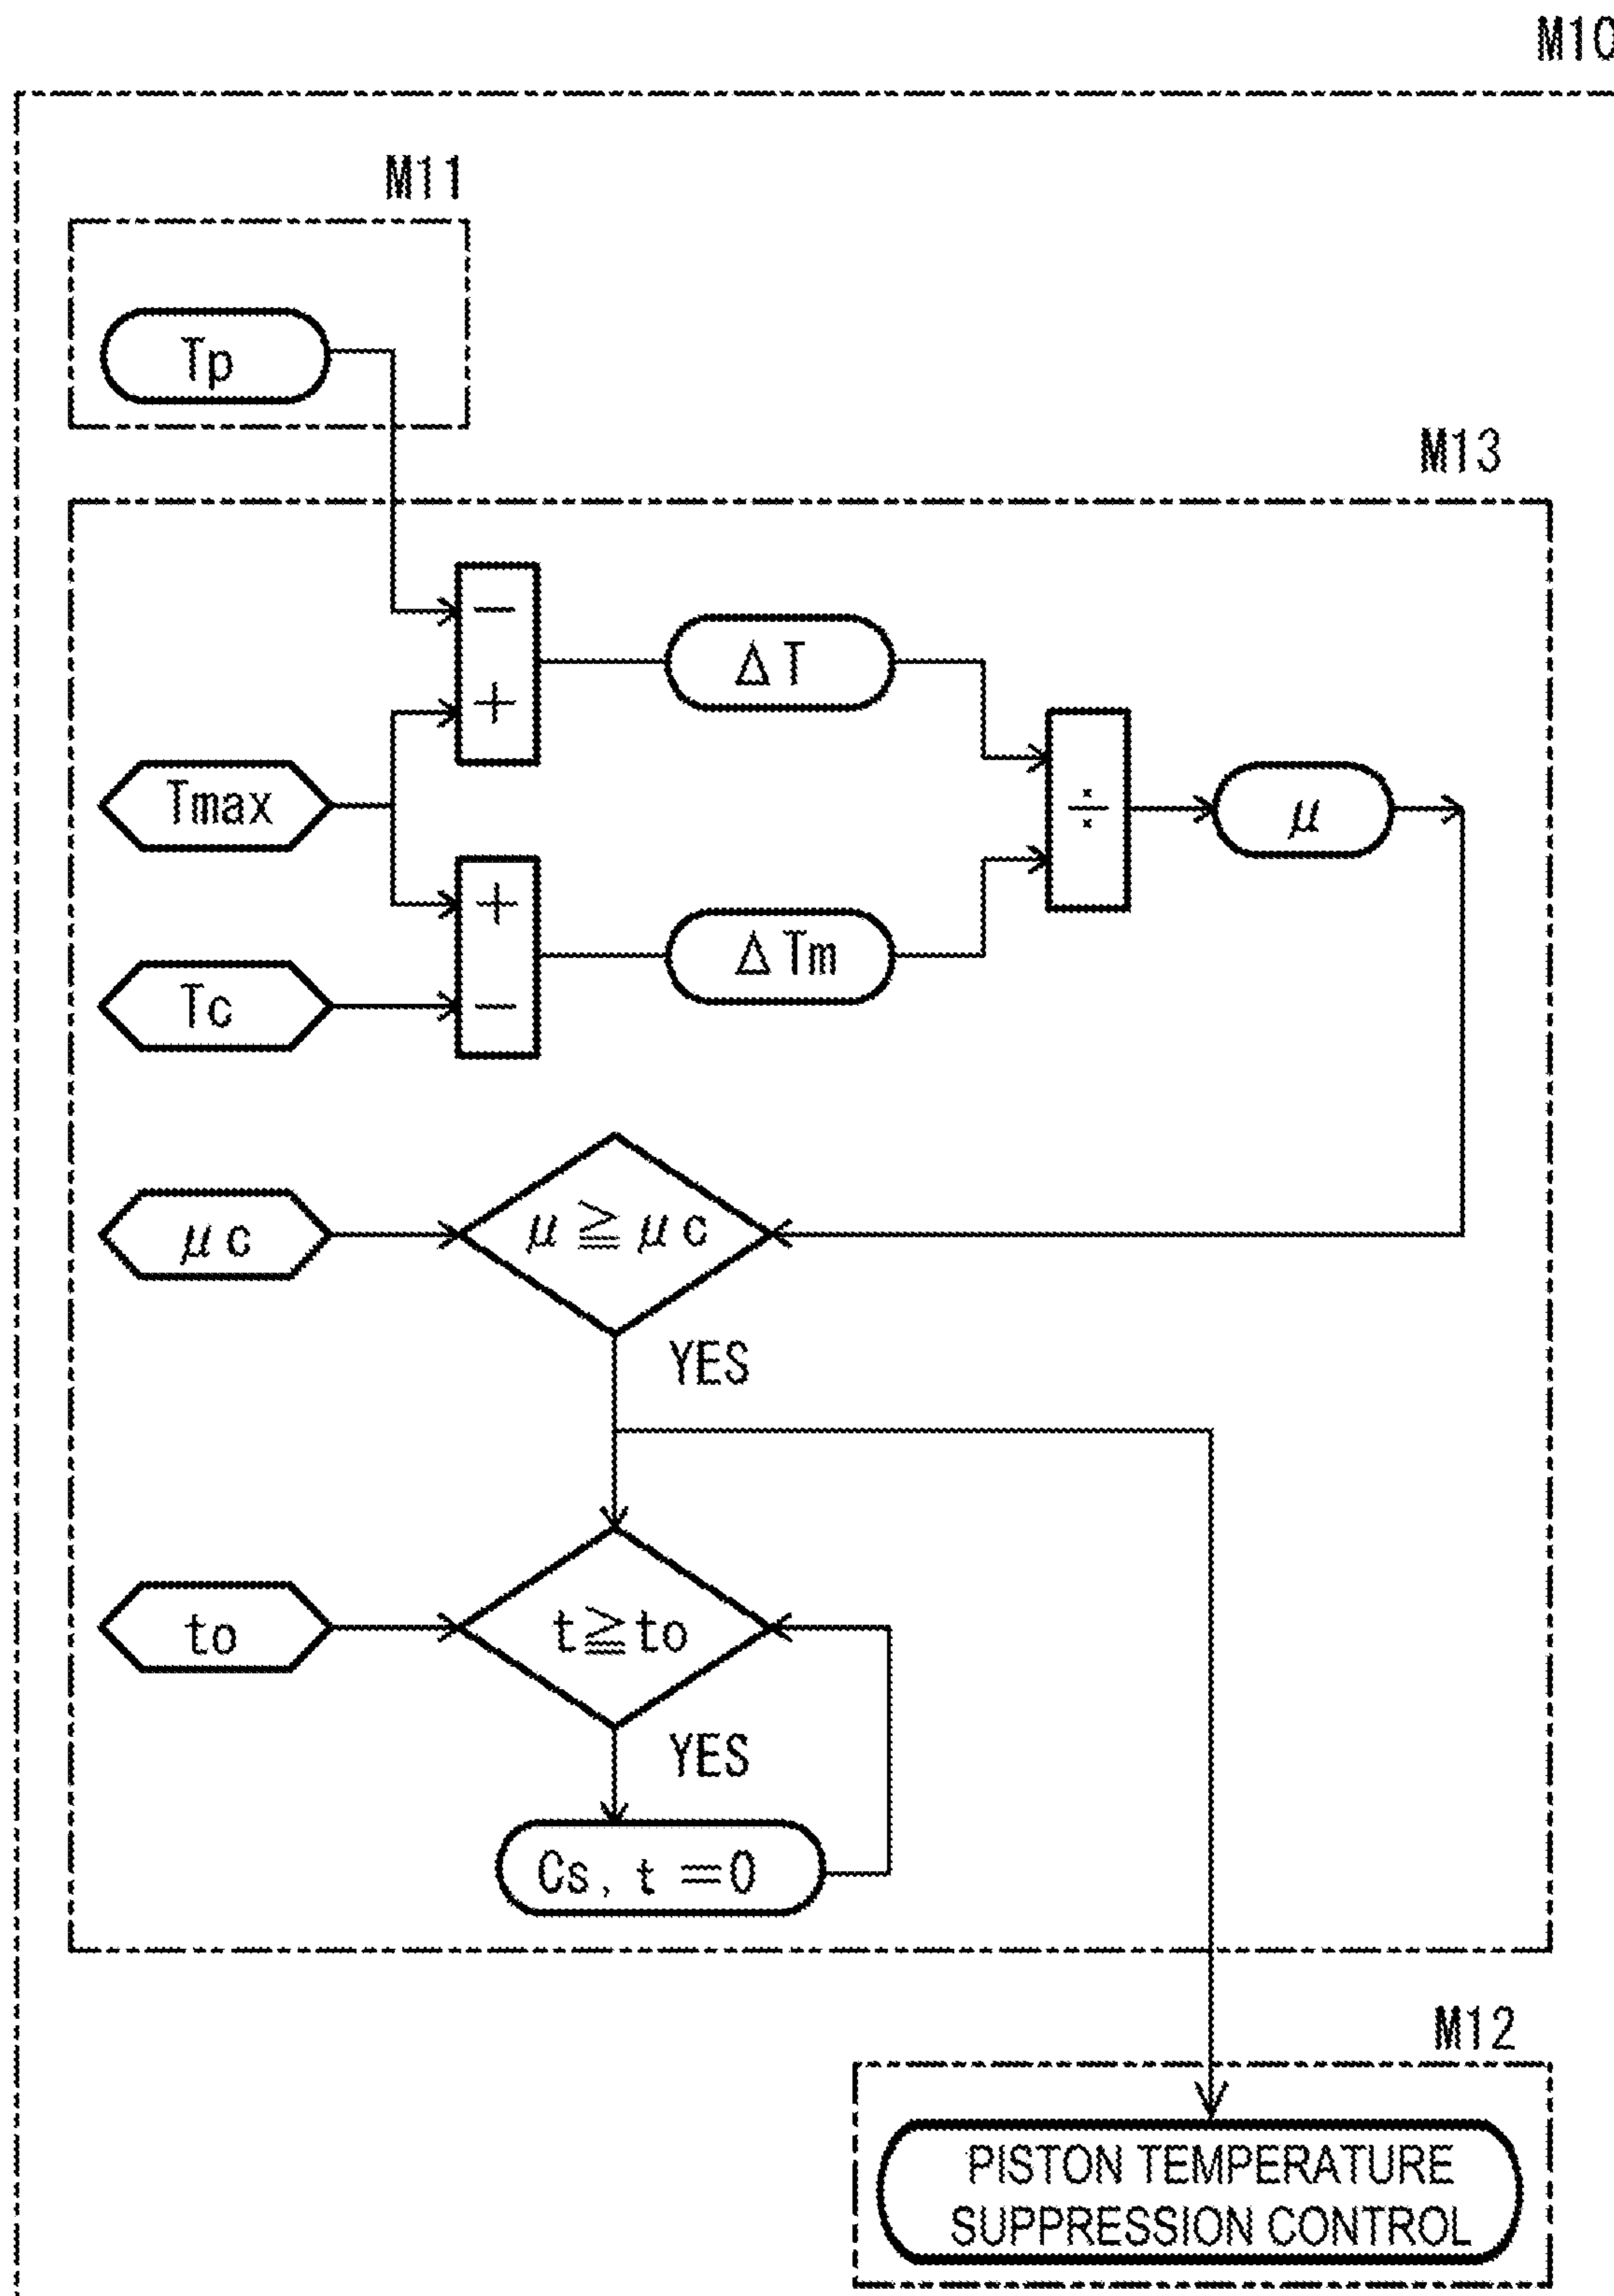 M10
M11
Tp
M13
−
+
ΔT
Tmax
÷
μ
+
ΔTm
Tc
−
μc
μ≧μc
YES
to
t≧to
YES
Cs, t=0
M12
PISTON TEMPERATURE
SUPPRESSION CONTROL